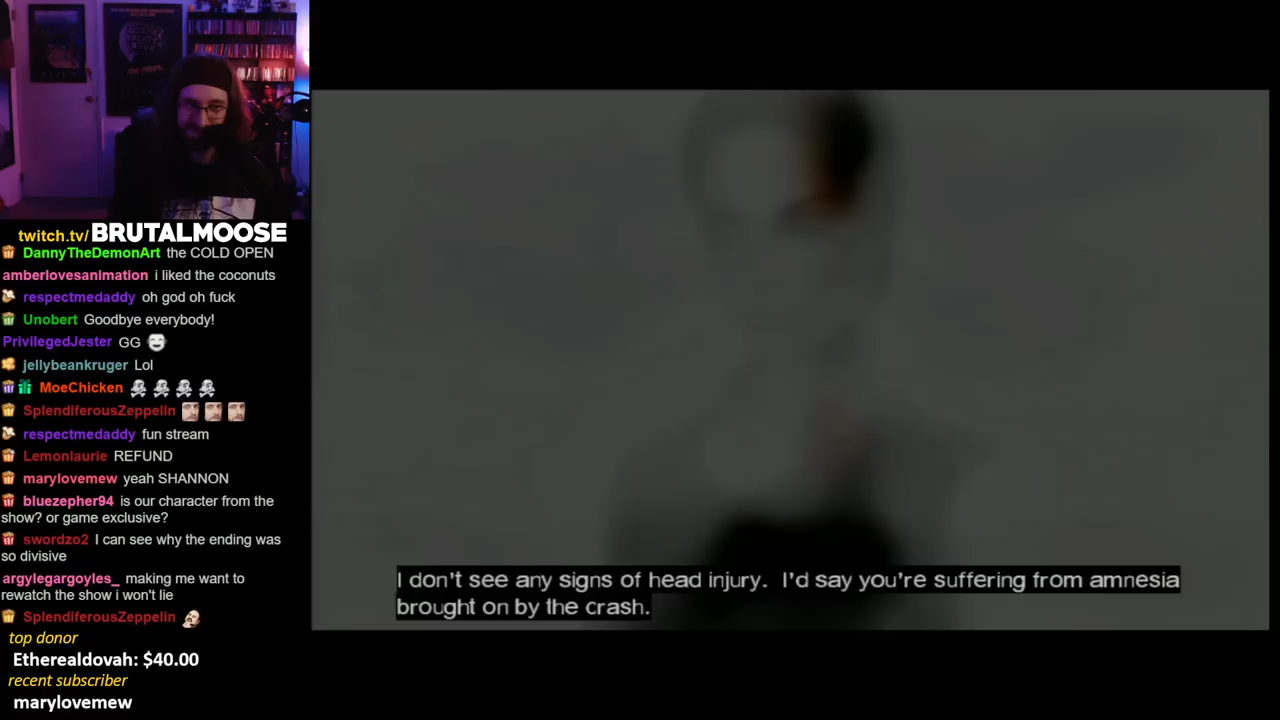 twitch.tv/BRUTALMOOSE
DannyTheDemonArt the COLD OPEN
amberlovesanimation i liked the coconuts
respectmedaddy oh god oh fuck
Unobert Goodbye everybody!
PrivilegedJester GG
jellybeankruger Lol
MoeChicken
SplendiferousZeppelin
respectmedaddy fun stream
Lemonlaurie REFUND
marylovemew yeah SHANNON
bluezepher94 is our character from the
show? or game exclusive?
swordzo2 I can see why the ending was
so divisive
argylegargoyles_ making me want to
rewatch the show i won't lie
SplendiferousZeppelin
top donor
Etherealdovah: $40.00
recent subscriber
marylovemew
I don't see any signs of head injury. I'd say you're suffering from amnesia
brought on by the crash.